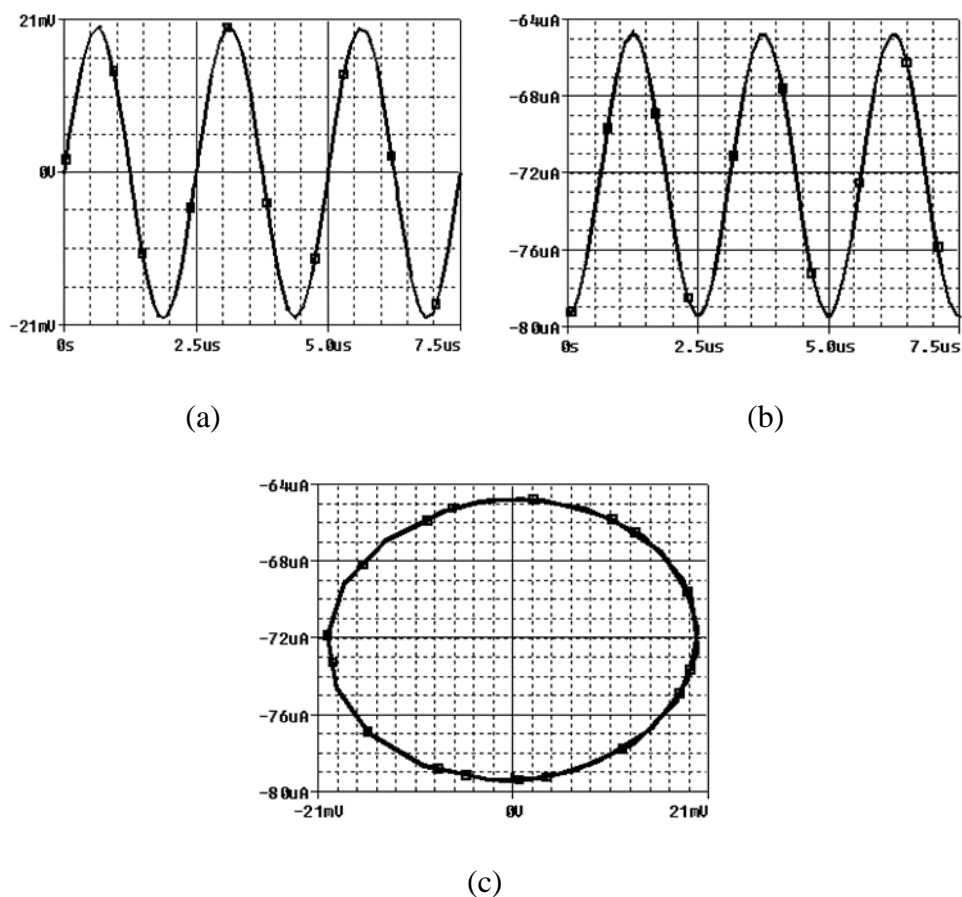 21mV
0V
-21mV
0s 2.5us 5.0us 7.5us
(a)
-64uA
-68uA
-72uA
-76uA
-80uA
0s 2.5us 5.0us 7.5us
(b)
-64uA
-68uA
-72uA
-76uA
-80uA
-21mV 0V 21mV
(c)